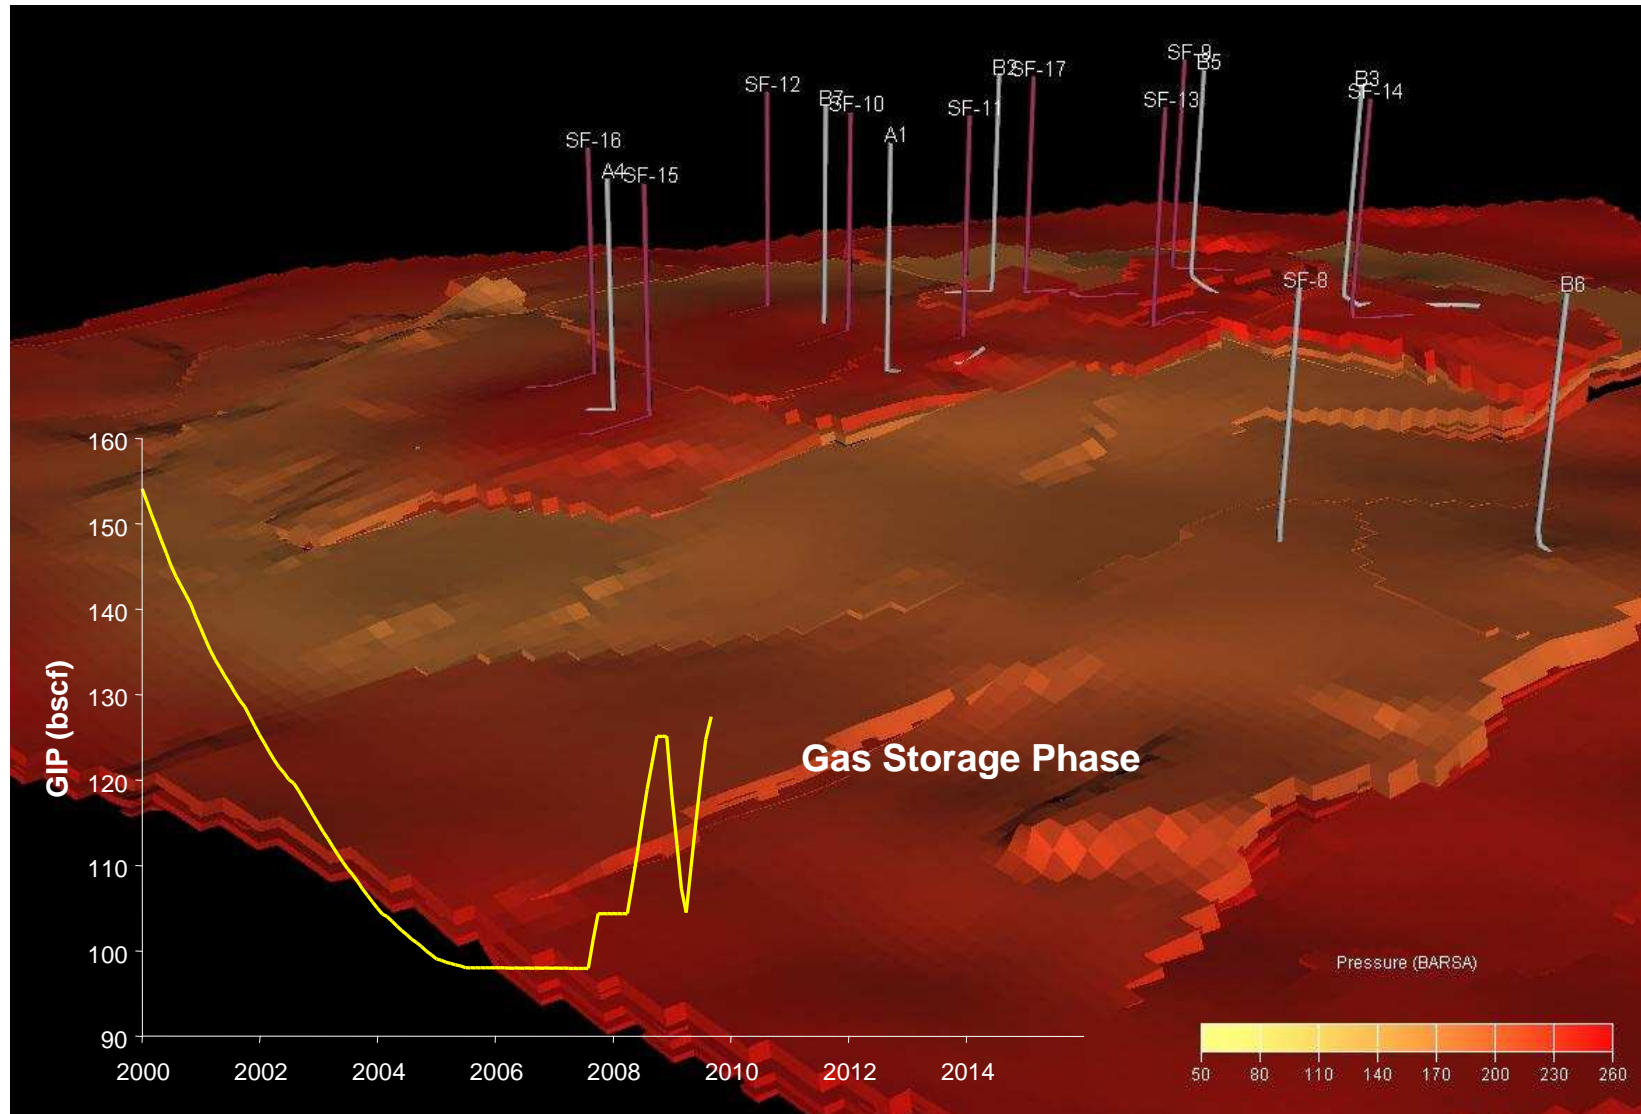 SF-9
B5
B2
SF-17
B3
SF-14
SF-12
B7
SF-10
SF-11
SF-13
A1
SF-16
A4
SF-15
SF-8
B6
160
150
140
130
120
110
100
90
GIP (bscf)
Gas Storage Phase
2000 2002 2004 2006 2008 2010 2012 2014
Pressure (BARSA)
50 80 110 140 170 200 230 260